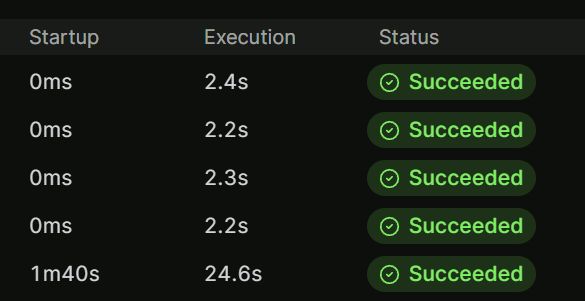 Startup Execution Status
0ms 2.4s Succeeded
0ms 2.2s Succeeded
0ms 2.3s Succeeded
0ms 2.2s Succeeded
1m40s 24.6s Succeeded